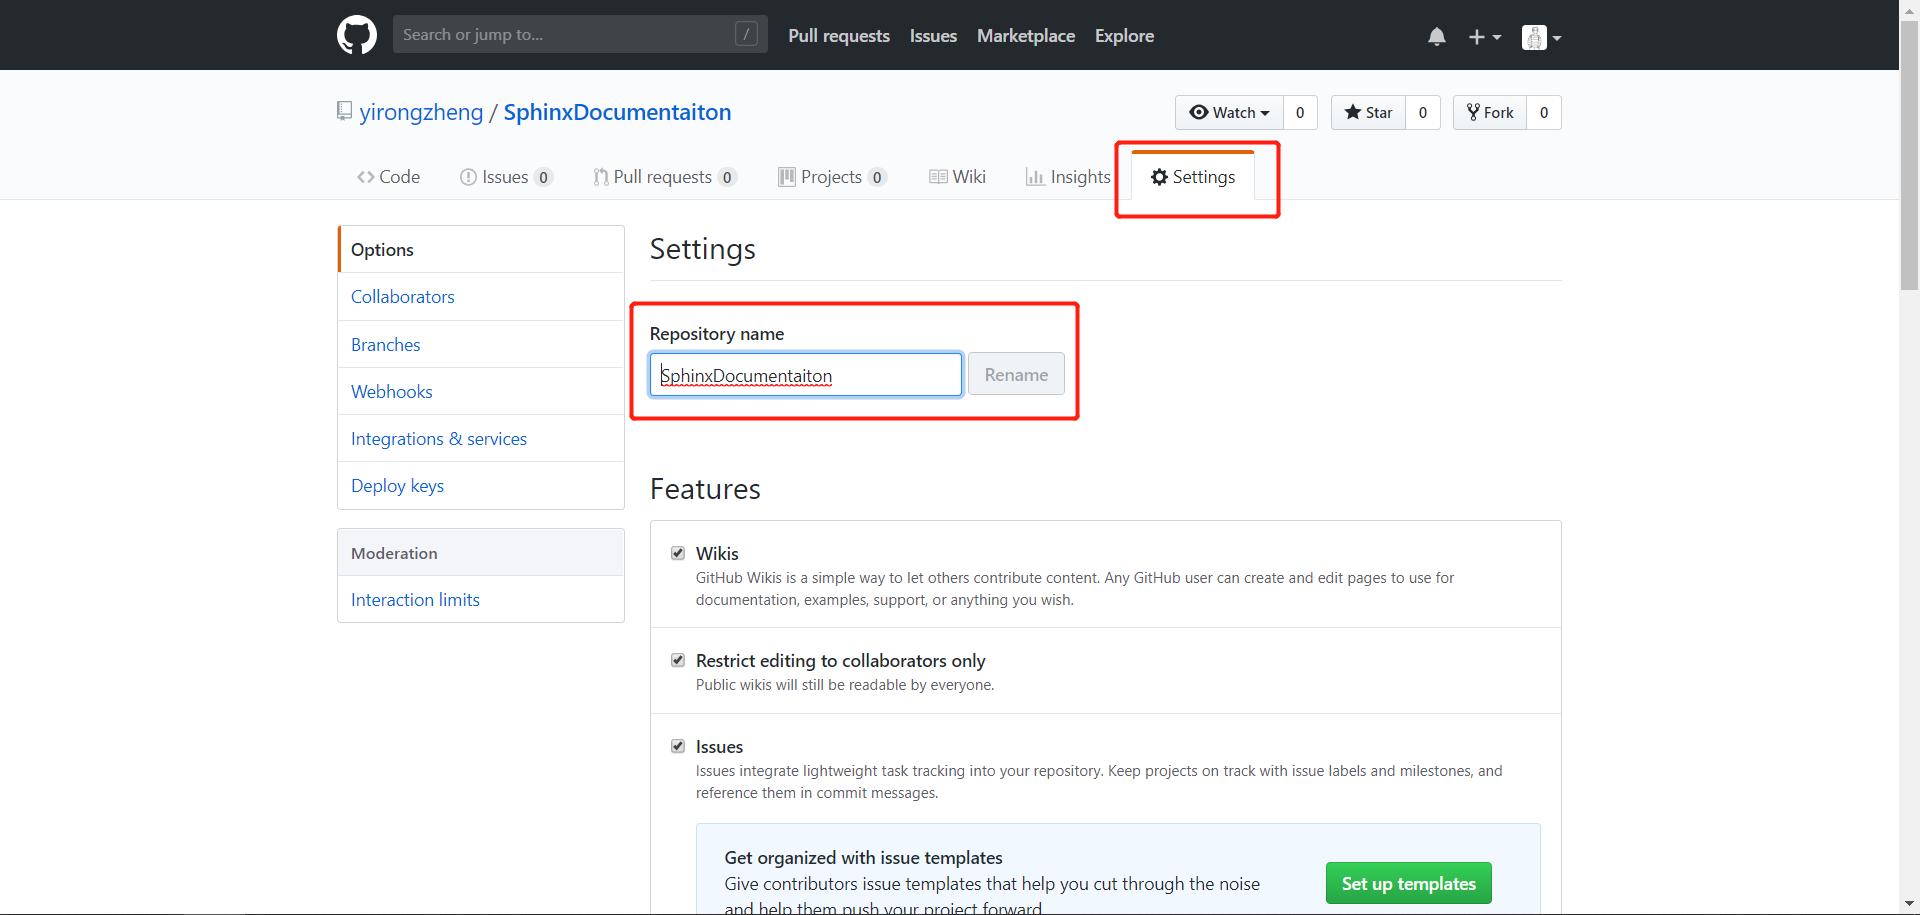 Search or jump to... /
Pull requests Issues Marketplace Explore
yirongzheng / SphinxDocumentaiton
Watch 0 Star 0 Fork 0
Code Issues 0 Pull requests 0 Projects 0 Wiki Insights Settings
Options
Collaborators
Branches
Webhooks
Integrations & services
Deploy keys
Moderation
Interaction limits
Settings
Repository name
SphinxDocumentaiton Rename
Features
Wikis
GitHub Wikis is a simple way to let others contribute content. Any GitHub user can create and edit pages to use for
documentation, examples, support, or anything you wish.
Restrict editing to collaborators only
Public wikis will still be readable by everyone.
Issues
Issues integrate lightweight task tracking into your repository. Keep projects on track with issue labels and milestones, and
reference them in commit messages.
Get organized with issue templates
Give contributors issue templates that help you cut through the noise
and help them push your project forward.
Set up templates